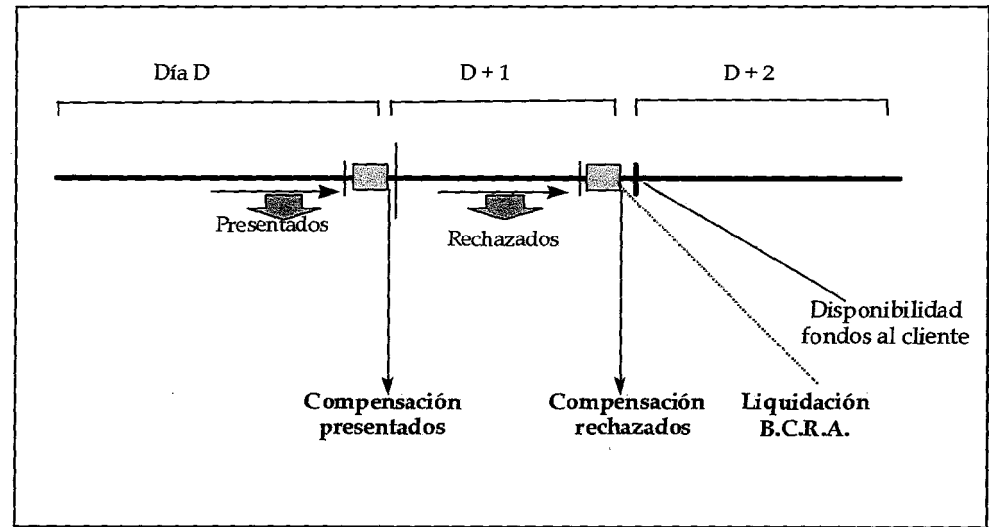 Día D
D + 1
D + 2
Presentados
Rechazados
Disponibilidad
fondos al cliente
Compensación
presentados
Compensación
rechazados
Liquidación
B.C.R.A.